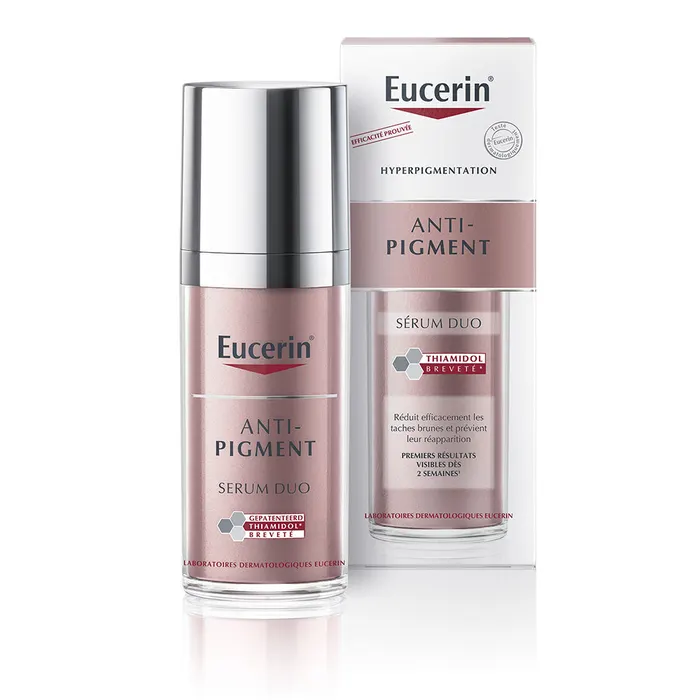 Eucerin®
ANTI-
PIGMENT
SERUM DUO
GEPATENTEERD
THIAMIDOL®
BREVETÉ
LABORATOIRES DERMATOLOGIQUES EUCERIN
Eucerin®
EFFICACITÉ PROUVÉE
Eucerin
HYPERPIGMENTATION
ANTI-
PIGMENT
SÉRUM DUO
THIAMIDOL
BREVETÉ*
Réduit efficacement les
taches brunes et prévient
leur réapparition
PREMIERS RÉSULTATS
VISIBLES DÈS
2 SEMAINES¹
LABORATOIRES DERMATOLOGIQUES EUCERIN